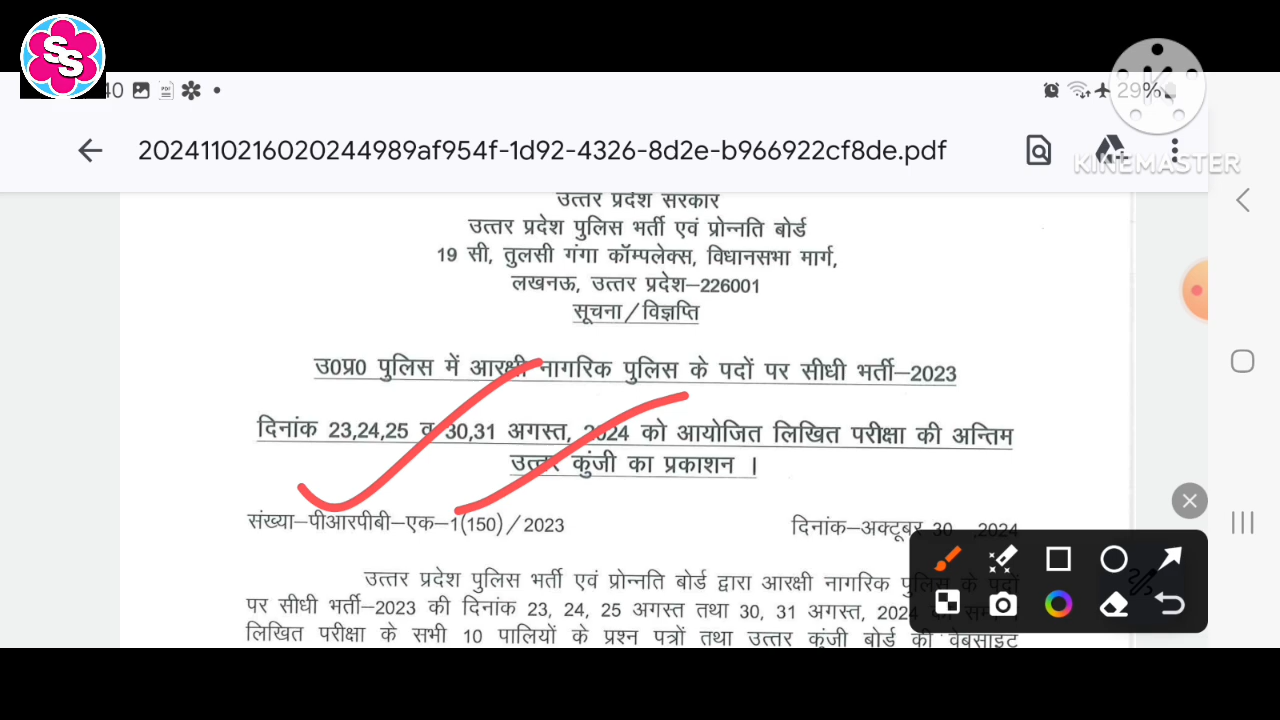 SS
40
29%
20241102160202 44989af954f-1d92-4326-8d2e-b966922cf8de.pdf
KINEMASTER
उत्तर प्रदेश सरकार
उत्तर प्रदेश पुलिस भर्ती एवं प्रोन्नति बोर्ड
19 सी, तुलसी गंगा कॉम्पलेक्स, विधानसभा मार्ग,
लखनऊ, उत्तर प्रदेश–226001
सूचना/विज्ञप्ति
उ0प्र0 पुलिस में आरक्षी नागरिक पुलिस के पदों पर सीधी भर्ती–2023
दिनांक 23,24,25 व 30,31 अगस्त, 2024 को आयोजित लिखित परीक्षा की अन्तिम
उत्त्तर कुंजी का प्रकाशन ।
संख्या–पीआरपीबी–एक–1(150)/2023 दिनांक–अक्टूबर 30 ,2024
उत्तर प्रदेश पुलिस भर्ती एवं प्रोन्नति बोर्ड द्वारा आरक्षी नागरिक पुलिस के पदों
पर सीधी भर्ती–2023 की दिनांक 23, 24, 25 अगस्त तथा 30, 31 अगस्त, 2024
लिखित परीक्षा के सभी 10 पालियों के प्रश्न पत्रों तथा उत्तर कुंजी बोर्ड की वेबसाइट